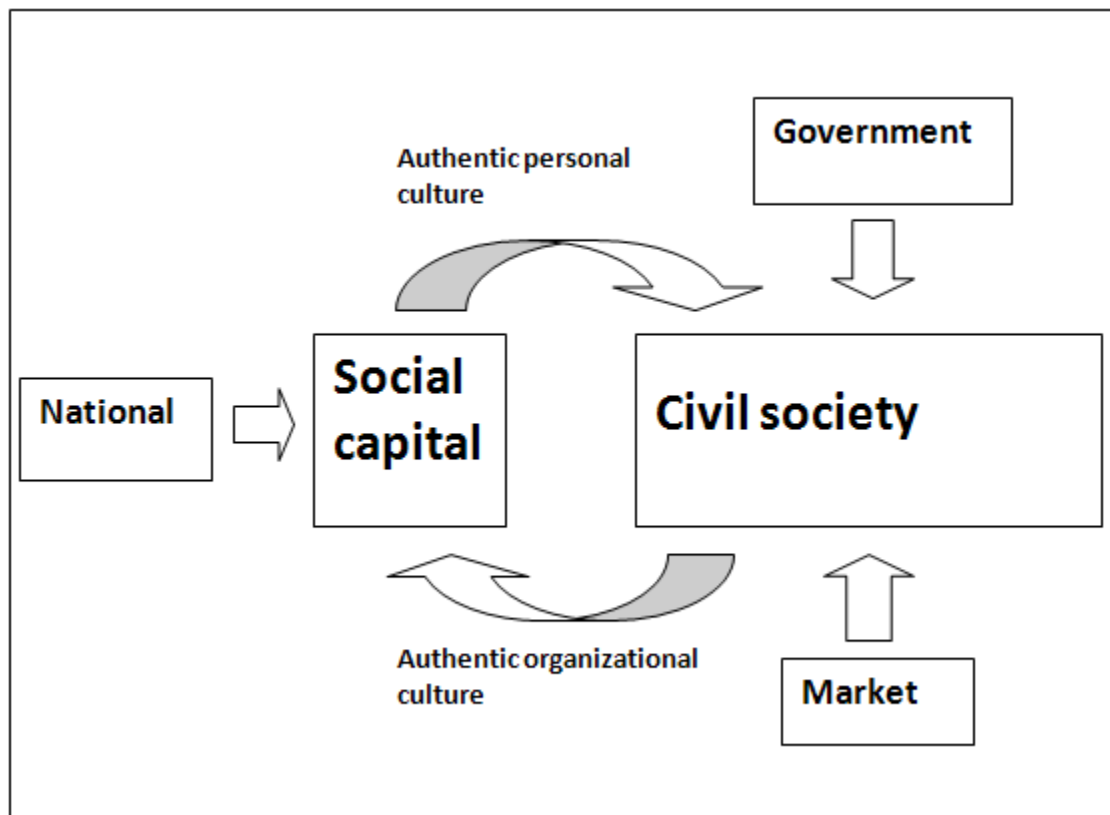 Government
Authentic personal
culture
Social
capital
National
Civil society
Authentic organizational
culture
Market